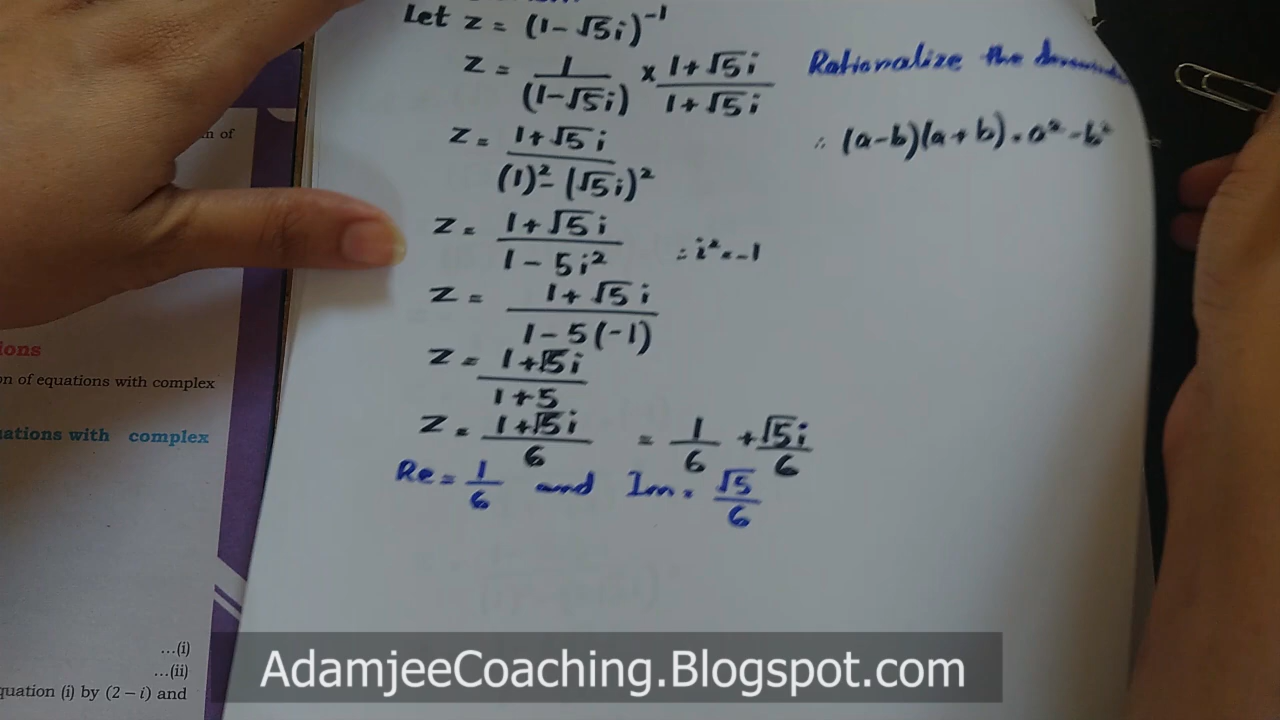 Let z = (1-√5i)⁻¹
z = 1/(1-√5i) × 1+√5i/1+√5i Rationalize the
z = 1+√5i/(1)²-(√5i)² ∴ (a-b)(a+b) = a²-b²
z = 1+√5i/1-5i² ∵ i² = -1
z = 1+√5i/1-5(-1)
z = 1+√5i/1+5
z = 1+√5i/6 = 1/6 + √5i/6
Re = 1/6 and Im = √5/6
n of
ions
on of equations with complex
uations with complex
...(i)
...(ii)
quation (i) by (2 – i) and
AdamjeeCoaching.Blogspot.com